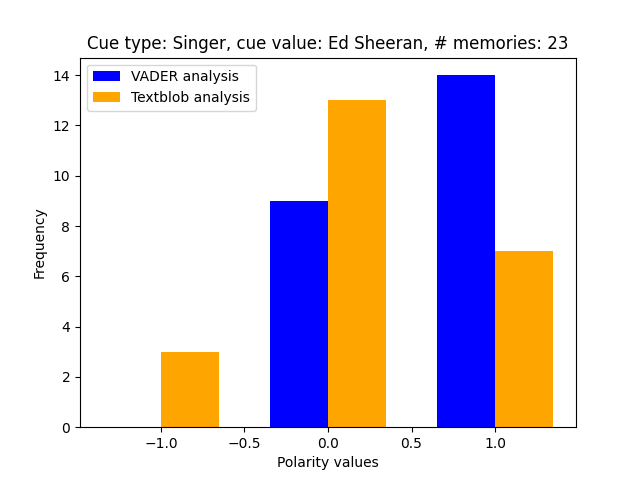 Cue type: Singer, cue value: Ed Sheeran, # memories: 23
VADER analysis
Textblob analysis
14
12
10
8
6
4
2
0
Frequency
−1.0
−0.5
0.0
0.5
1.0
Polarity values